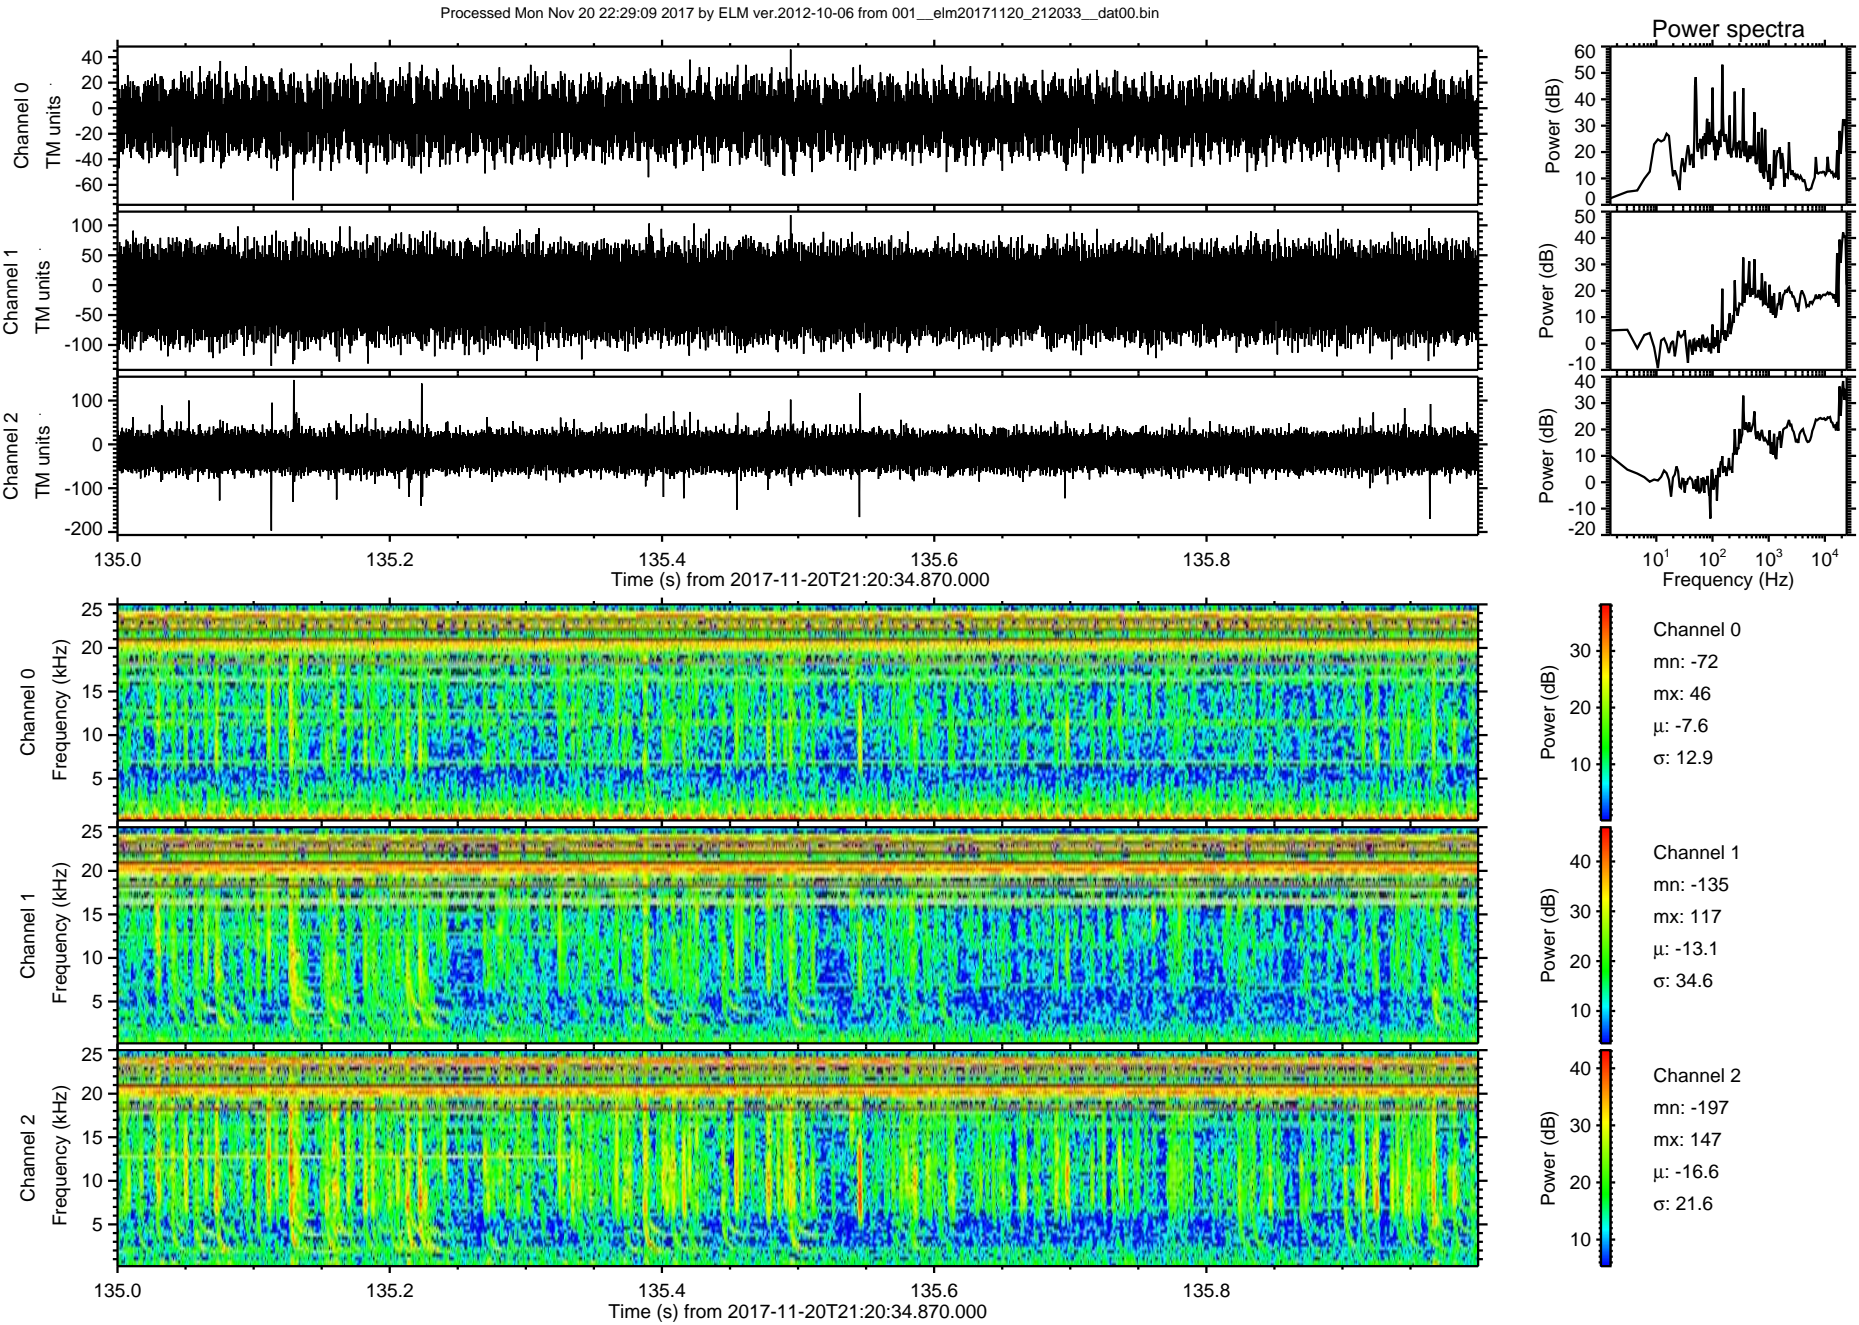 Processed Mon Nov 20 22:29:09 2017 by ELM ver.2012-10-06 from 001__elm20171120_212033__dat00.bin
Power spectra
Channel 0
TM units
40
20
0
-20
-40
-60
Power (dB)
60
50
40
30
20
10
0
Channel 1
TM units
100
50
0
-50
-100
Power (dB)
50
40
30
20
10
0
-10
Channel 2
TM units
100
0
-100
-200
Power (dB)
40
30
20
10
0
-10
-20
135.0 135.2 135.4 135.6 135.8
Time (s) from 2017-11-20T21:20:34.870.000
10¹ 10² 10³ 10⁴
Frequency (Hz)
Channel 0
Frequency (kHz)
25
20
15
10
5
Power (dB)
30
20
10
Channel 0
mn: -72
mx: 46
μ: -7.6
σ: 12.9
Channel 1
Frequency (kHz)
25
20
15
10
5
Power (dB)
40
30
20
10
Channel 1
mn: -135
mx: 117
μ: -13.1
σ: 34.6
Channel 2
Frequency (kHz)
25
20
15
10
5
Power (dB)
40
30
20
10
Channel 2
mn: -197
mx: 147
μ: -16.6
σ: 21.6
135.0 135.2 135.4 135.6 135.8
Time (s) from 2017-11-20T21:20:34.870.000